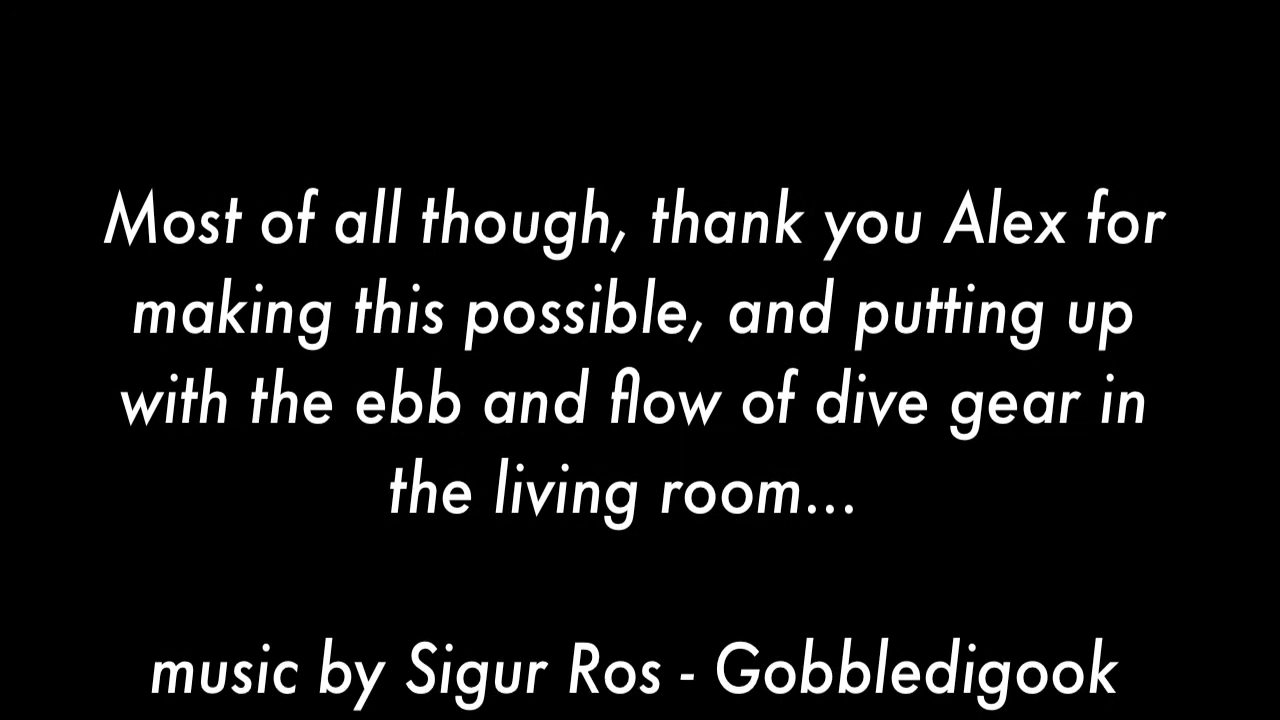 Most of all though, thank you Alex for
making this possible, and putting up
with the ebb and flow of dive gear in
the living room...
music by Sigur Ros - Gobbledigook